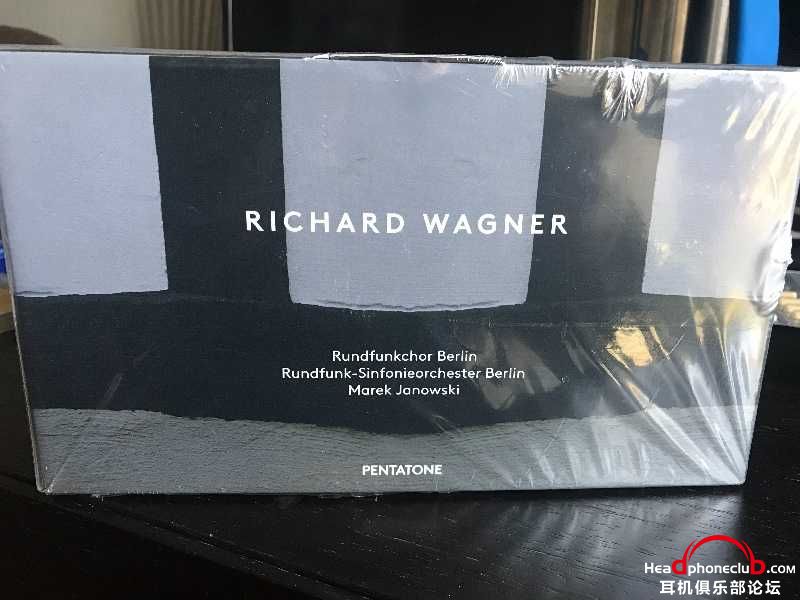 RICHARD WAGNER
Rundfunkchor Berlin
Rundfunk-Sinfonieorchester Berlin
Marek Janowski
PENTATONE
Headphoneclub.com
耳机俱乐部论坛